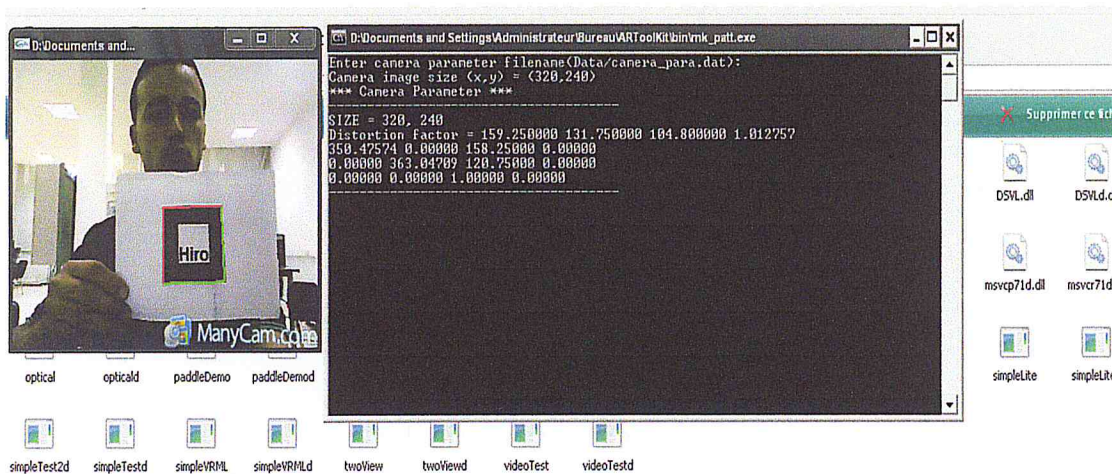 D:\Documents and...
Hiro
ManyCam.com
D:\Documents and Settings\Administrateur\Bureau\ARToolKit\bin\mk_patt.exe
Enter camera parameter filename(Data/camera_para.dat):
Camera image size (x,y) = (320,240)
*** Camera Parameter ***
--------------------------------------
SIZE = 320, 240
Distortion factor = 159.250000 131.750000 104.800000 1.012757
350.47574 0.00000 158.25000 0.00000
0.00000 363.04709 120.75000 0.00000
0.00000 0.00000 1.00000 0.00000
--------------------------------------
Supprimer ce fich
DSVL.dll DSVLd.d
msvcp71d.dll msvcr71d
simpleLite simpleLite
optical opticald paddleDemo paddleDemod
simpleTest2d simpleTestd simpleVRML simpleVRMLd twoView twoViewd videoTest videoTestd